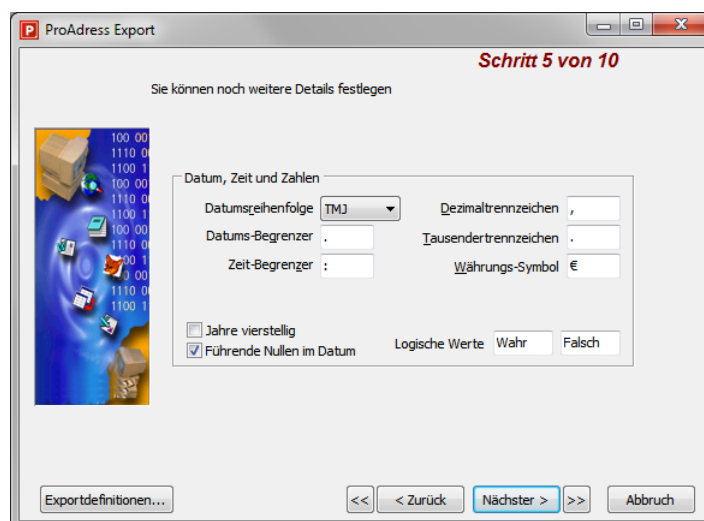 ProAdress Export
Schritt 5 von 10
Sie können noch weitere Details festlegen
Datum, Zeit und Zahlen
Datumsreihenfolge TMJ Dezimaltrennzeichen ,
Datums-Begrenzer . Tausendertrennzeichen .
Zeit-Begrenzer : Währungs-Symbol €
Jahre vierstellig
Führende Nullen im Datum Logische Werte Wahr Falsch
Exportdefinitionen... << < Zurück Nächster > >> Abbruch